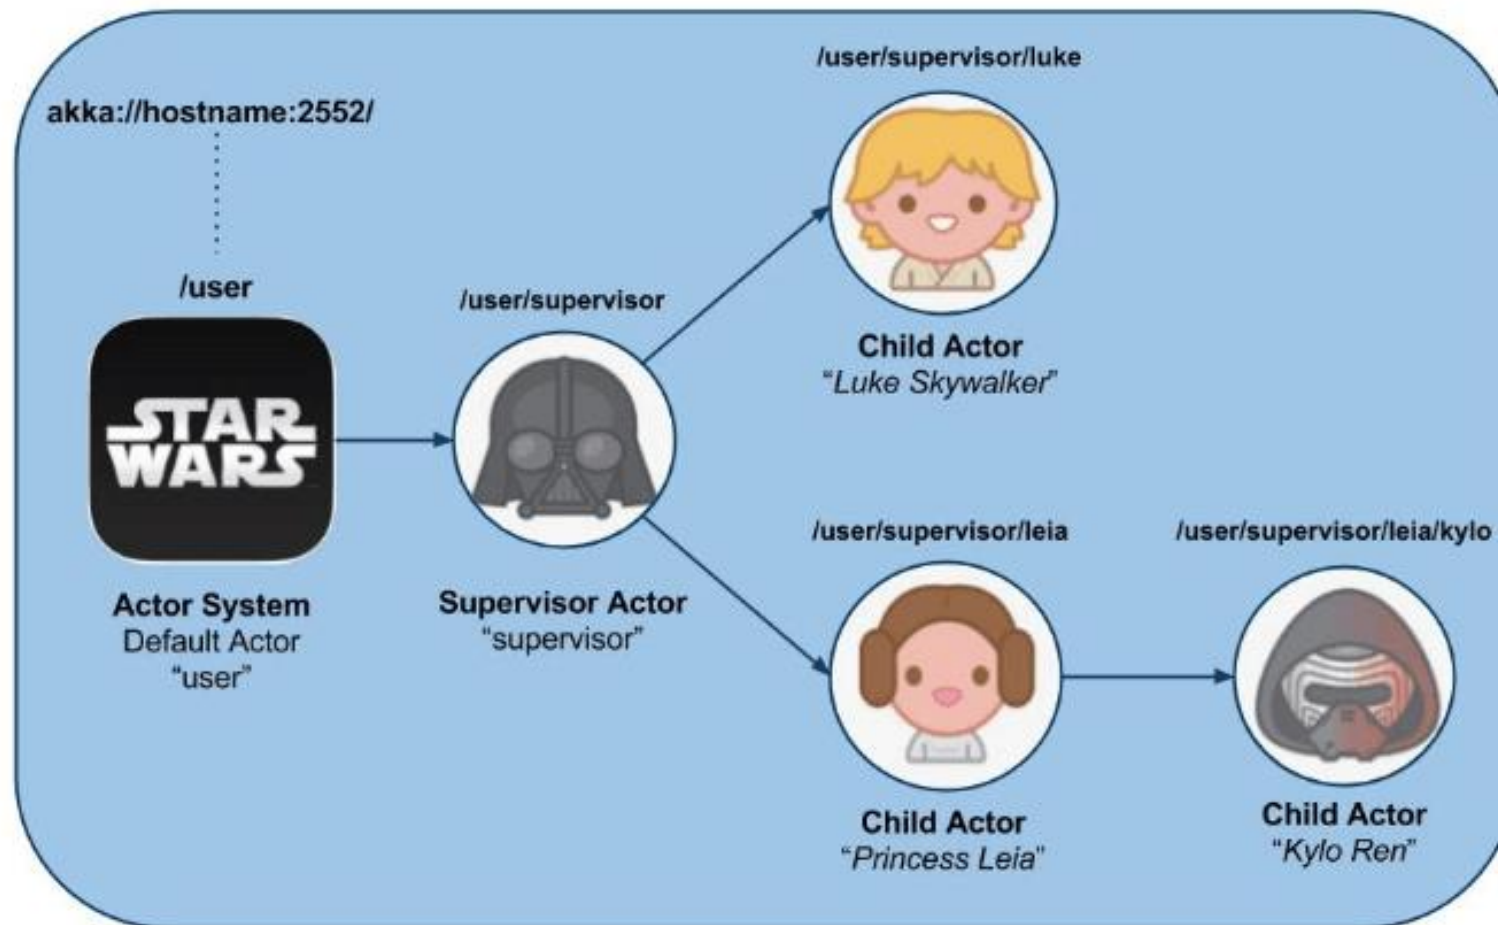 akka://hostname:2552/
/user
STAR
WARS
Actor System
Default Actor
“user”
/user/supervisor
Supervisor Actor
“supervisor”
/user/supervisor/luke
Child Actor
“Luke Skywalker”
/user/supervisor/leia
Child Actor
“Princess Leia”
/user/supervisor/leia/kylo
Child Actor
“Kylo Ren”